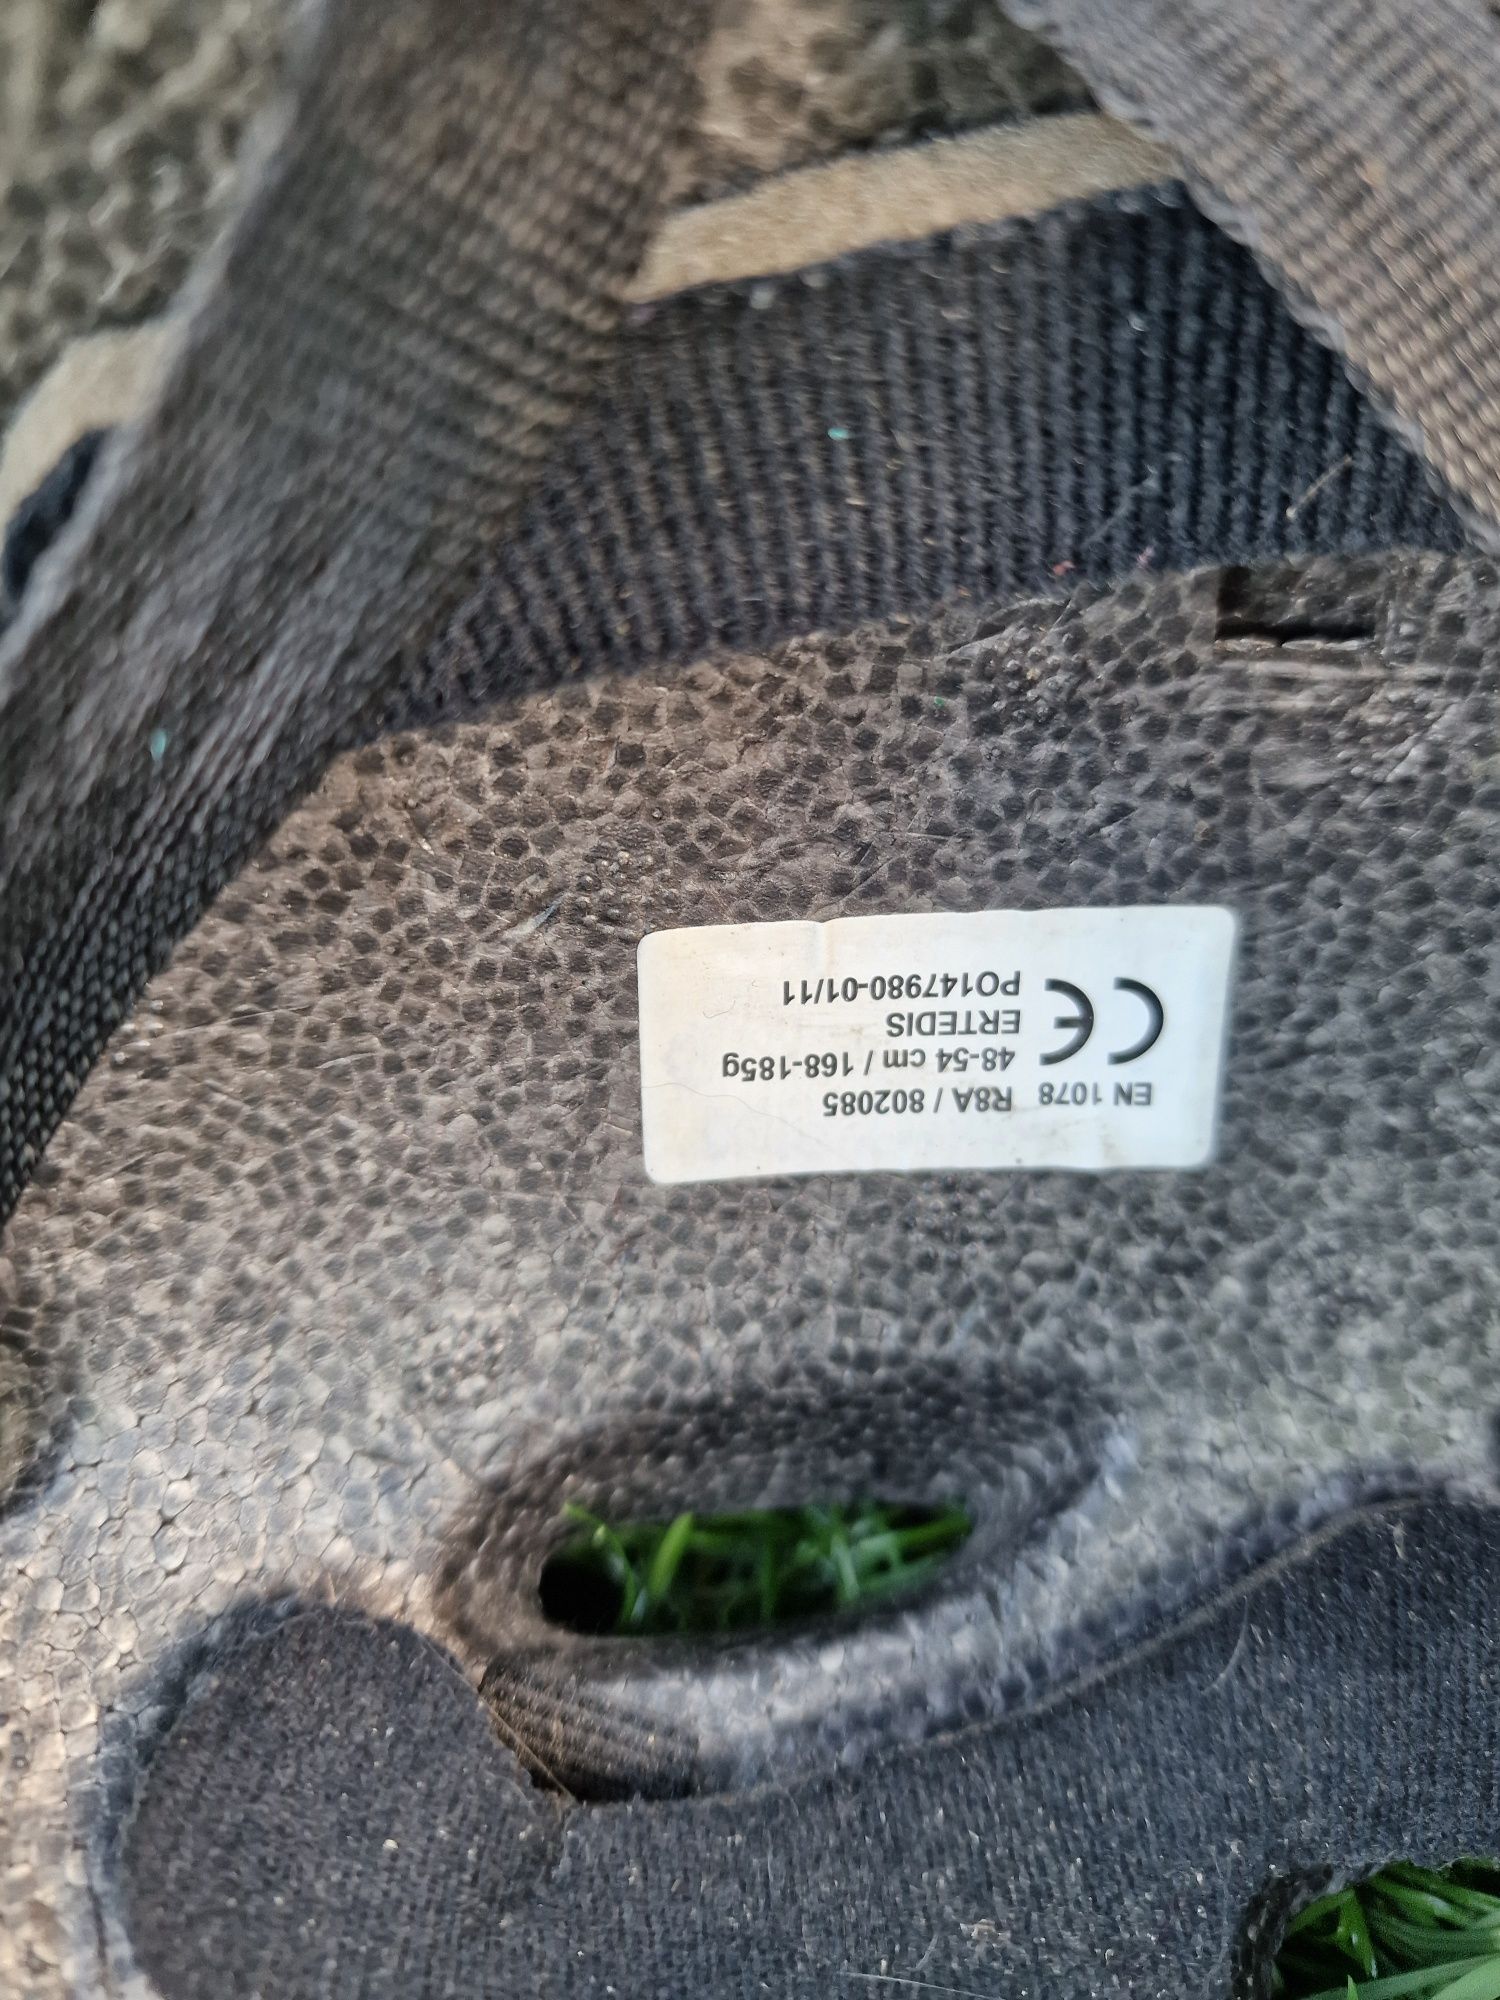 EN 1078 R8A / 802085
48-54 cm / 168-185g
CE ERTEDIS
PO147980-01/11